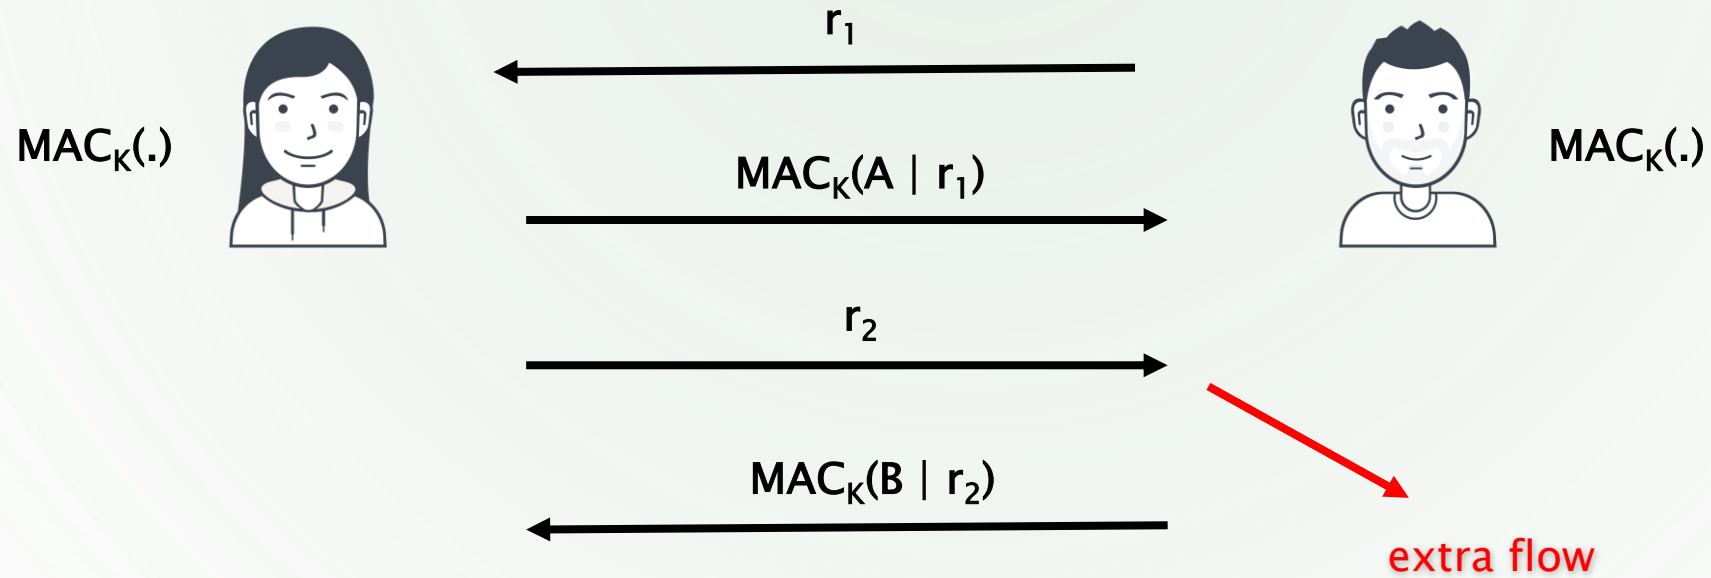 r₁
MACₖ(.)
MACₖ(.)
MACₖ(A | r₁)
r₂
MACₖ(B | r₂)
extra flow